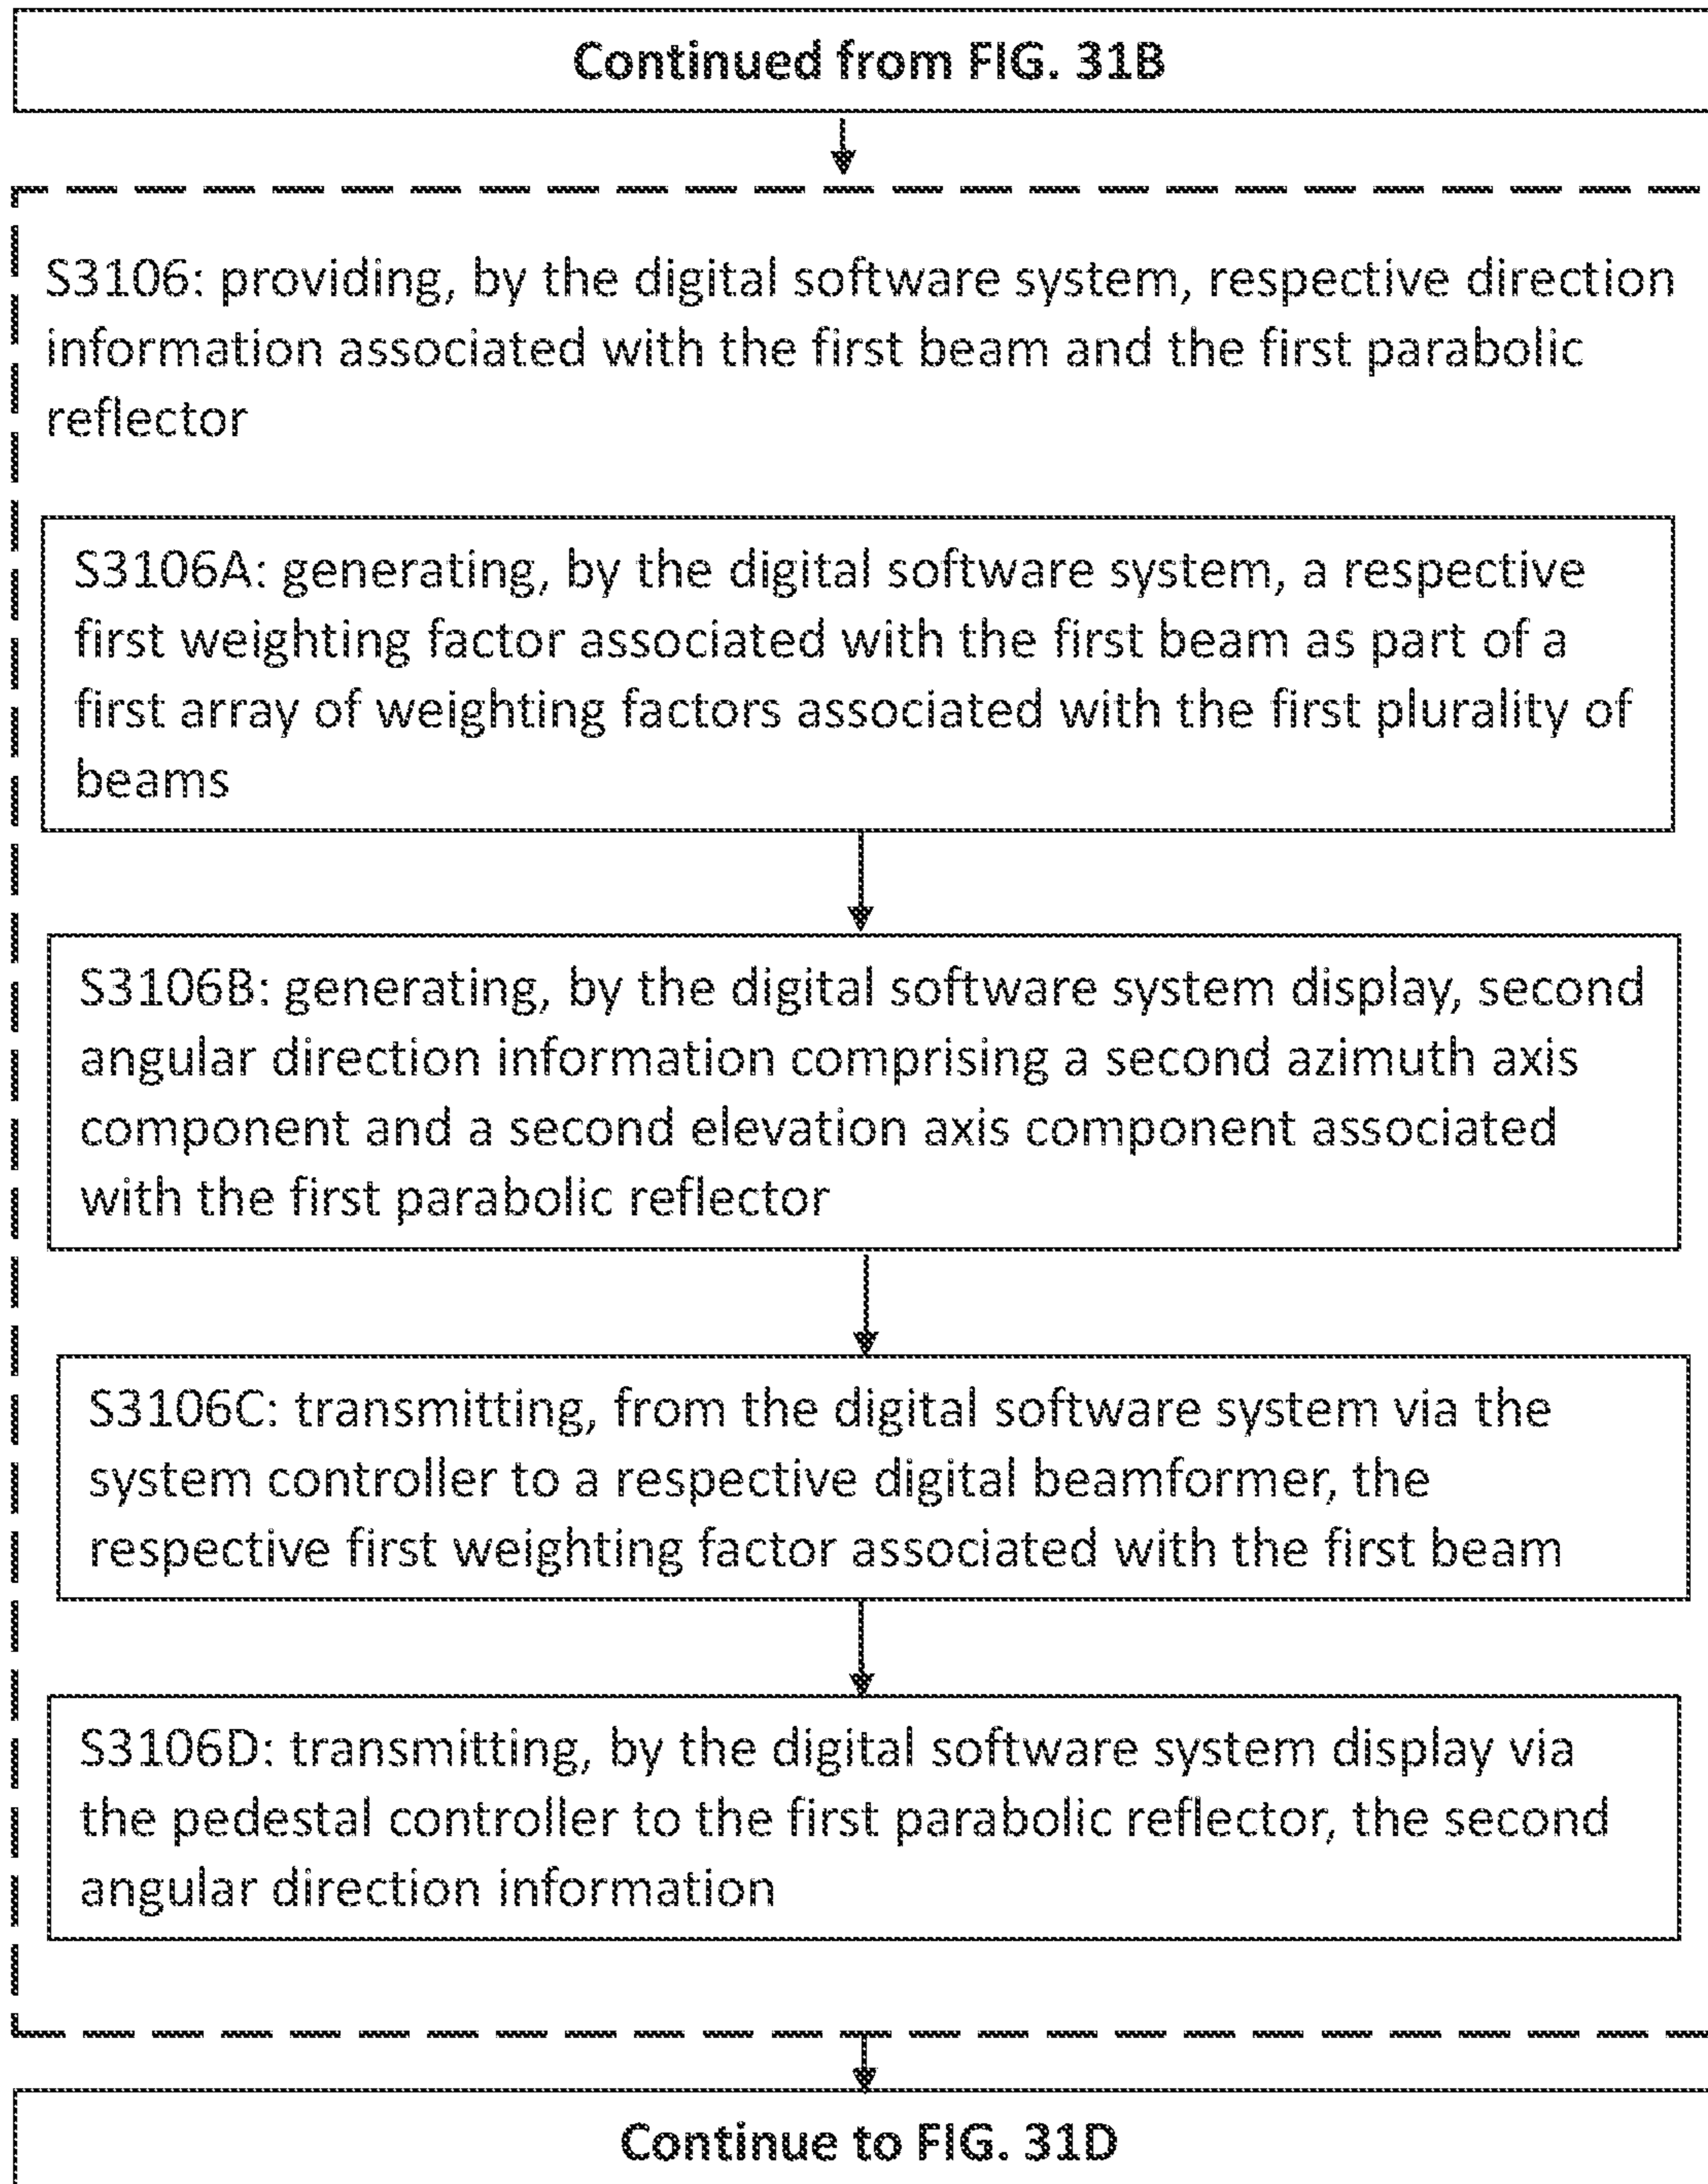 Continued from FIG. 31B
S3106: providing, by the digital software system, respective direction
information associated with the first beam and the first parabolic
reflector
S3106A: generating, by the digital software system, a respective
first weighting factor associated with the first beam as part of a
first array of weighting factors associated with the first plurality of
beams
S3106B: generating, by the digital software system display, second
angular direction information comprising a second azimuth axis
component and a second elevation axis component associated
with the first parabolic reflector
S3106C: transmitting, from the digital software system via the
system controller to a respective digital beamformer, the
respective first weighting factor associated with the first beam
S3106D: transmitting, by the digital software system display via
the pedestal controller to the first parabolic reflector, the second
angular direction information
Continue to FIG. 31D